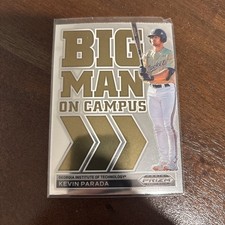 BIG
MAN
ON CAMPUS
GEORGIA INSTITUTE OF TECHNOLOGY
KEVIN PARADA
PRIZM